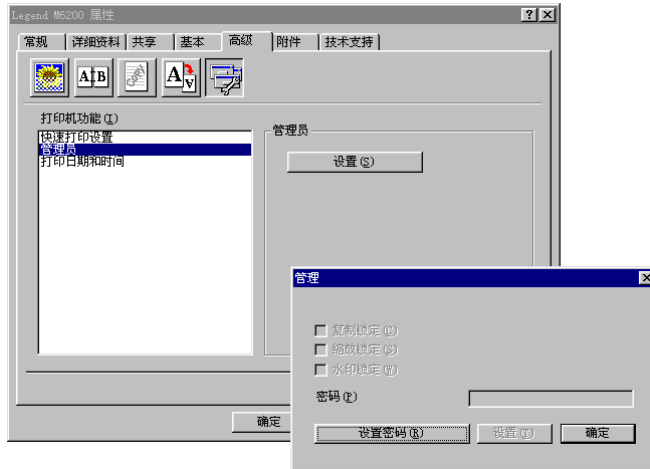 Legend M6200 属性
常规 详细资料 共享 基本 高级 附件 技术支持
A B
A A
打印机功能(I)
快速打印设置
管理员
打印日期和时间
管理员
设置(S)
确定
管理
复制锁定(C)
缩放锁定(S)
水印锁定(W)
密码(P)
设置密码(R) 设置(T) 确定